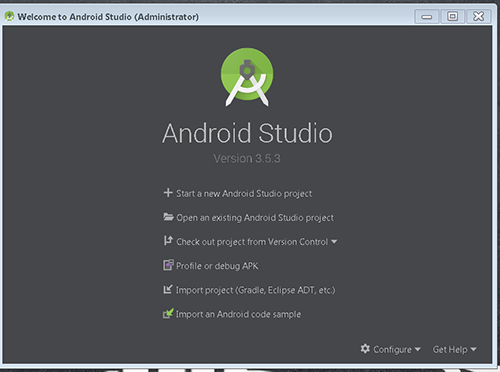 Welcome to Android Studio (Administrator)
Android Studio
Version 3.5.3
Start a new Android Studio project
Open an existing Android Studio project
Check out project from Version Control
Profile or debug APK
Import project (Gradle, Eclipse ADT, etc.)
Import an Android code sample
Configure Get Help